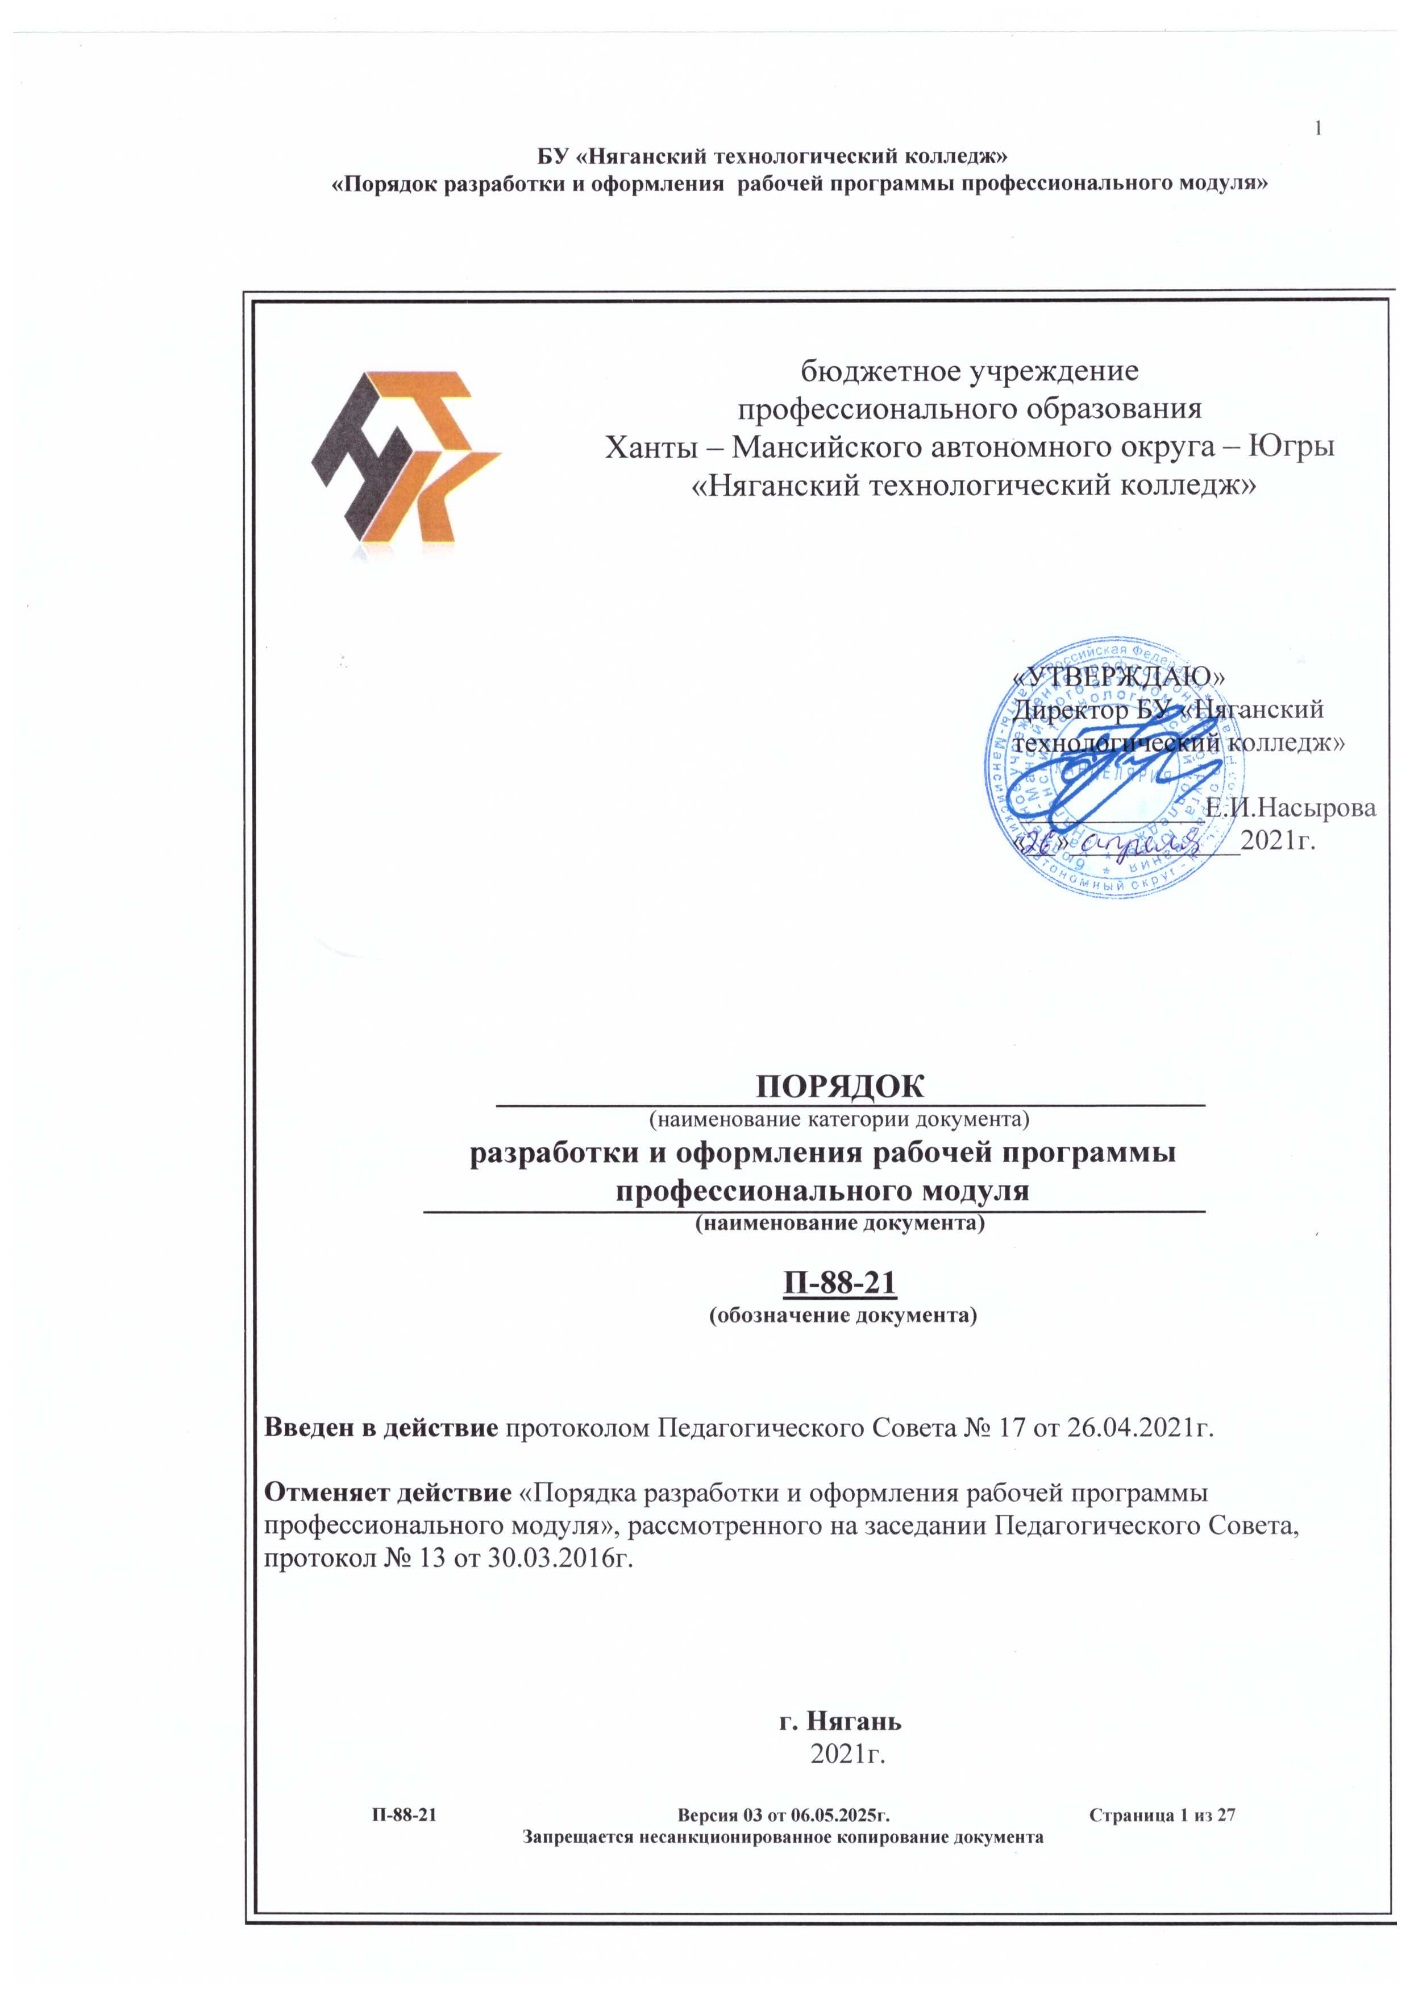 1
БУ «Няганский технологический колледж»
«Порядок разработки и оформления рабочей программы профессионального модуля»
НТК
бюджетное учреждение
профессионального образования
Ханты – Мансийского автономного округа – Югры
«Няганский технологический колледж»
«УТВЕРЖДАЮ»
Директор БУ «Няганский
технологический колледж»
Е.И.Насырова
«26» апреля 2021г.
Российская Федерация
КАНЦЕЛЯРИЯ
ПОРЯДОК
(наименование категории документа)
разработки и оформления рабочей программы
профессионального модуля
(наименование документа)
П-88-21
(обозначение документа)
Введен в действие протоколом Педагогического Совета № 17 от 26.04.2021г.
Отменяет действие «Порядка разработки и оформления рабочей программы
профессионального модуля», рассмотренного на заседании Педагогического Совета,
протокол № 13 от 30.03.2016г.
г. Нягань
2021г.
П-88-21 Версия 03 от 06.05.2025г. Страница 1 из 27
Запрещается несанкционированное копирование документа